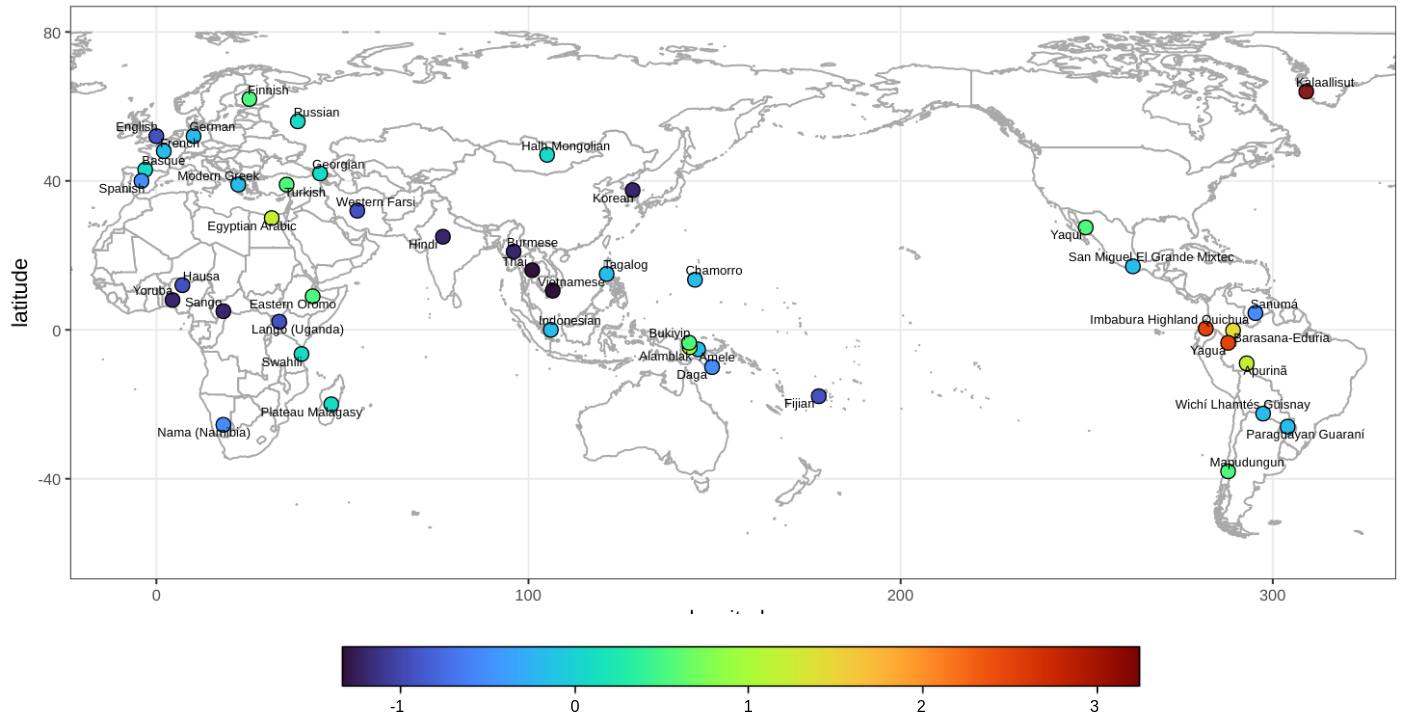 80
Kalaallisut
Finnish
Russian
English
German
French
Halh Mongolian
Basque
Georgian
Modern Greek
40
Spanish
Turkish
Korean
Western Farsi
Egyptian Arabic
Yaqui
Hindi
Burmese
San Miguel El Grande Mixtec
Thai
Tagalog
Chamorro
Hausa
Vietnamese
Yoruba
Sango
Eastern Oromo
Sanumá
latitude
Imbabura Highland Quichua
Indonesian
0
Lango (Uganda)
Bukiyip
Barasana-Eduria
Yagua
Alamblak
Amele
Swahili
Daga
Apurinã
Fijian
Wichí Lhamtés Güisnay
Plateau Malagasy
Nama (Namibia)
Paraguayan Guaraní
Mapudungun
-40
0
100
200
300
-1
0
1
2
3